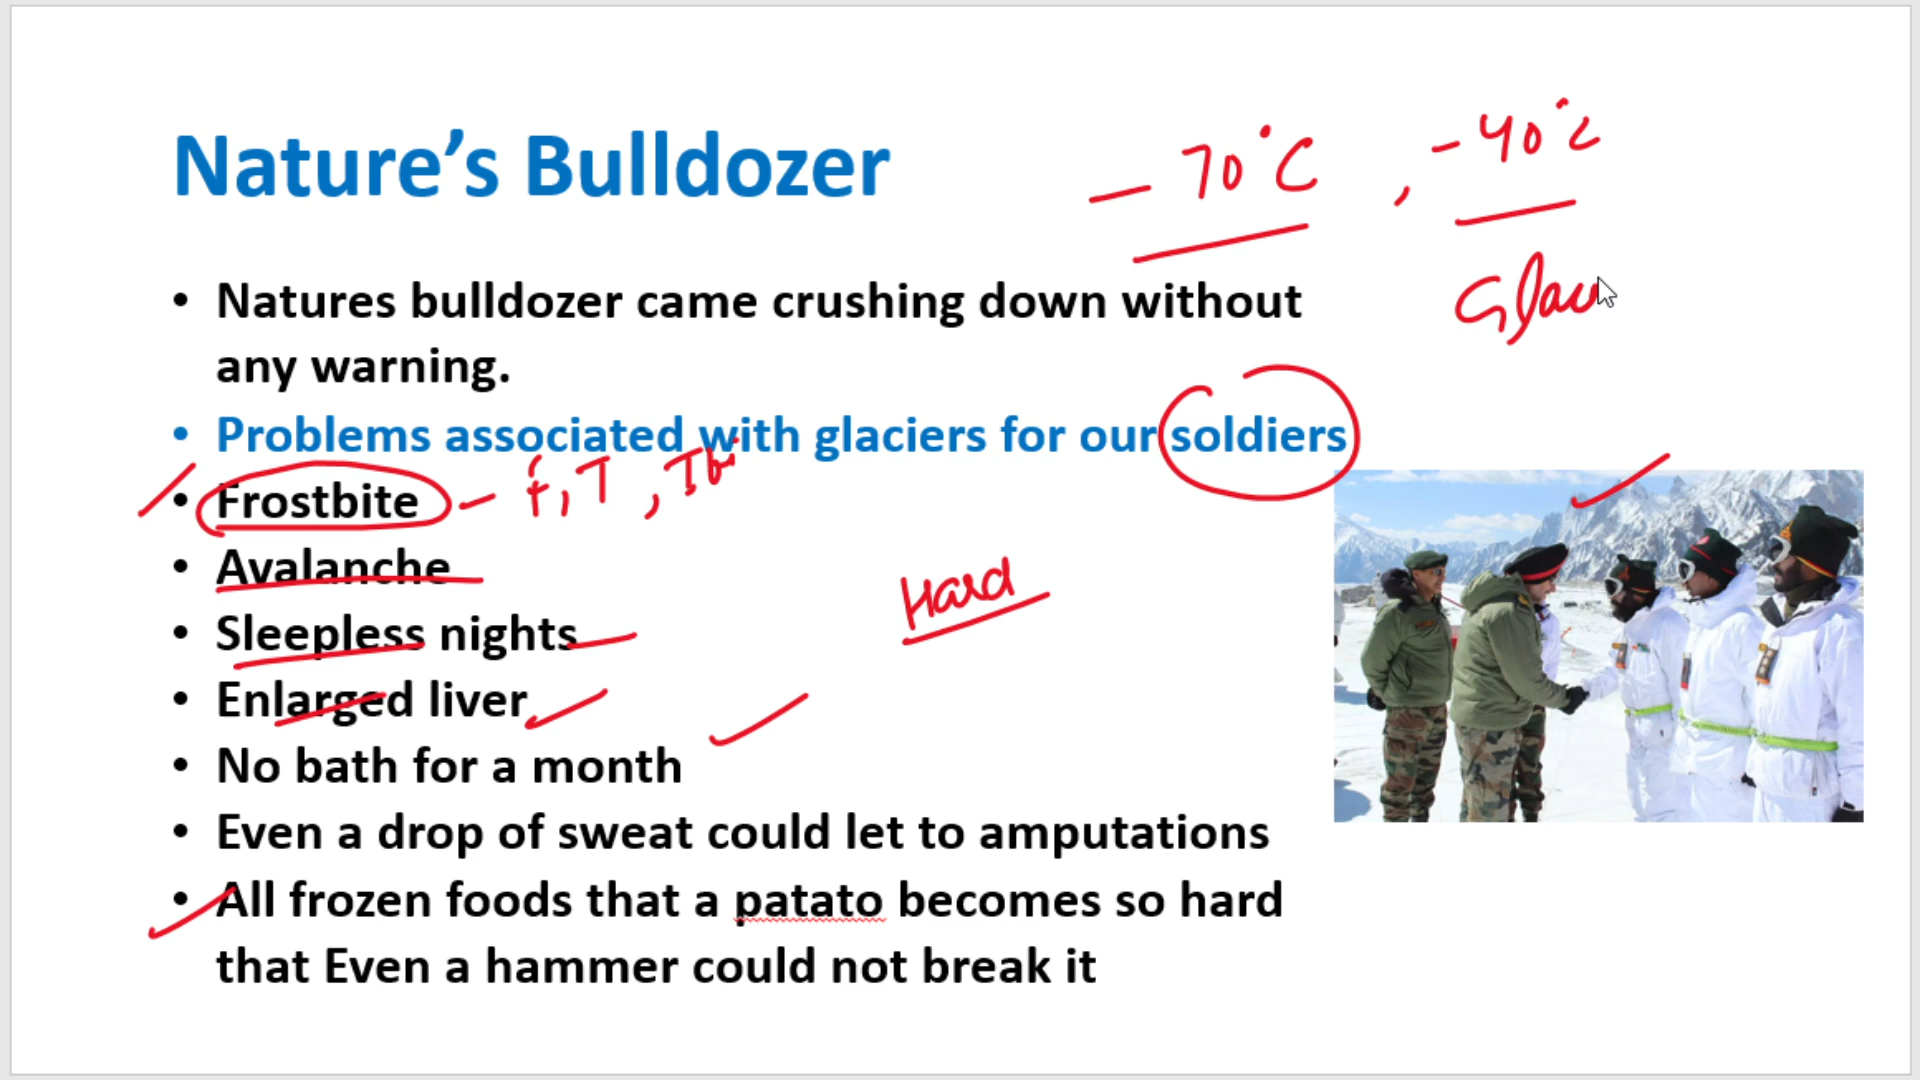 Nature's Bulldozer
– 70°C , -40°C
• Natures bulldozer came crushing down without
any warning.
• Problems associated with glaciers for our soldiers
• Frostbite – f, T ,
• Avalanche
Hard
• Sleepless nights
• Enlarged liver
• No bath for a month
• Even a drop of sweat could let to amputations
• All frozen foods that a patato becomes so hard
that Even a hammer could not break it